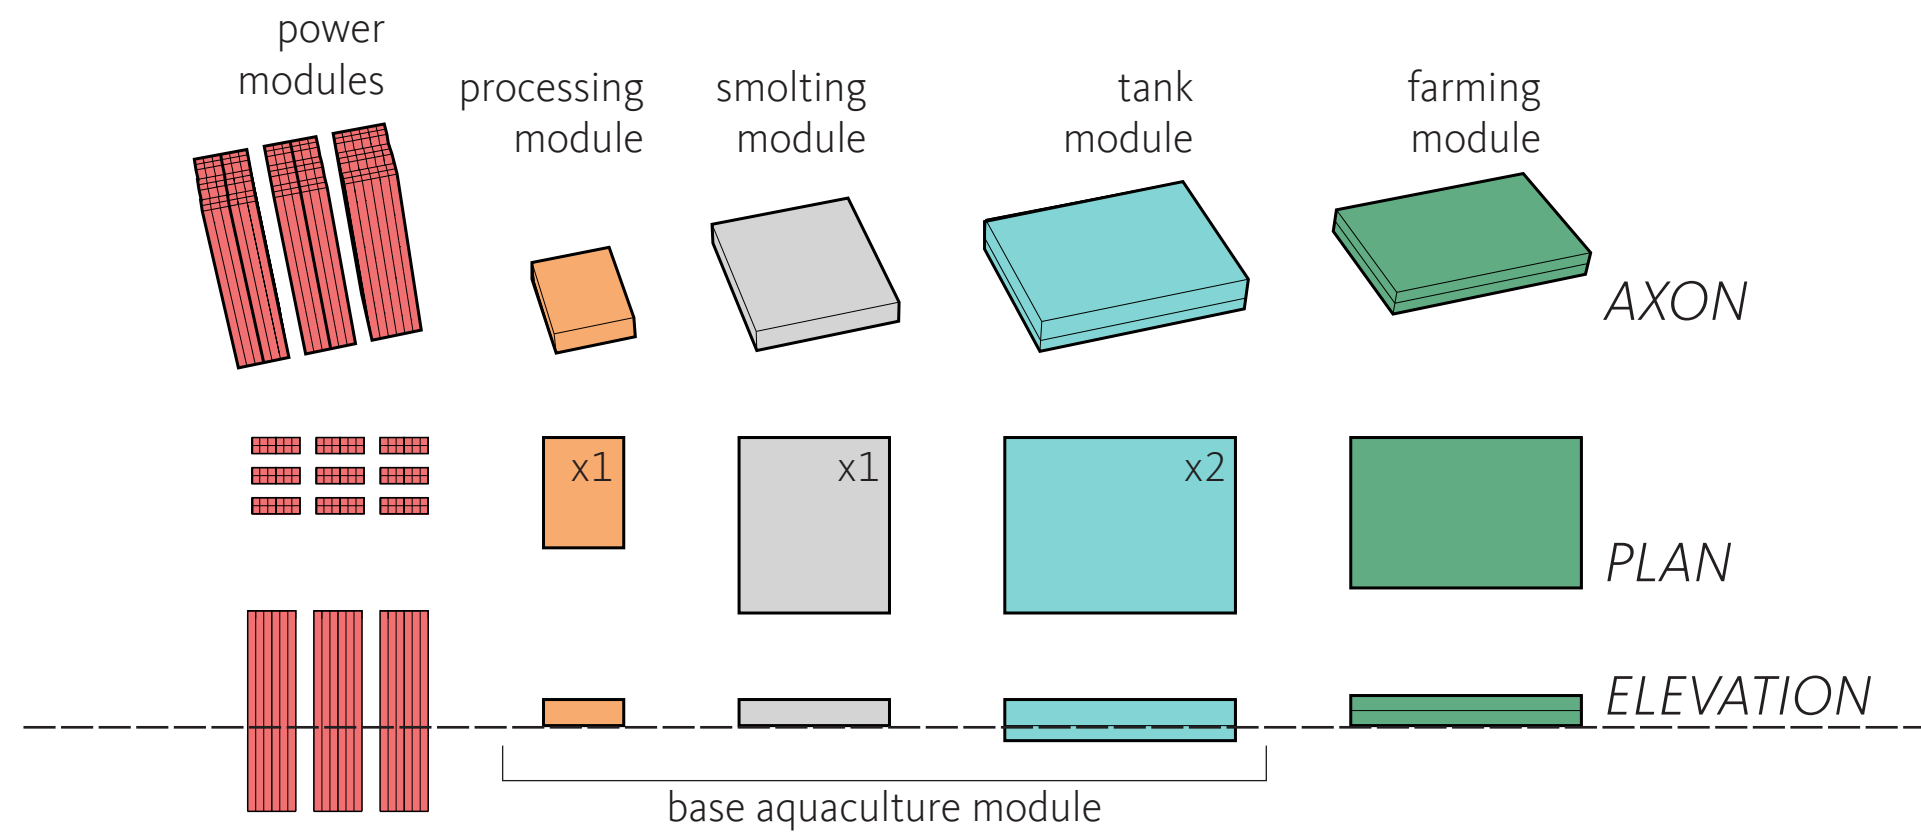 power
modules
processing
module
smolting
module
tank
module
farming
module
AXON
x1
x1
x2
PLAN
ELEVATION
base aquaculture module